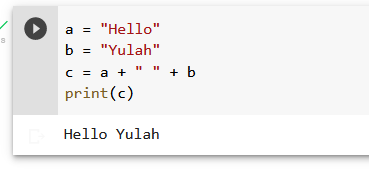 a = "Hello"
b = "Yulah"
c = a + " " + b
print(c)
Hello Yulah